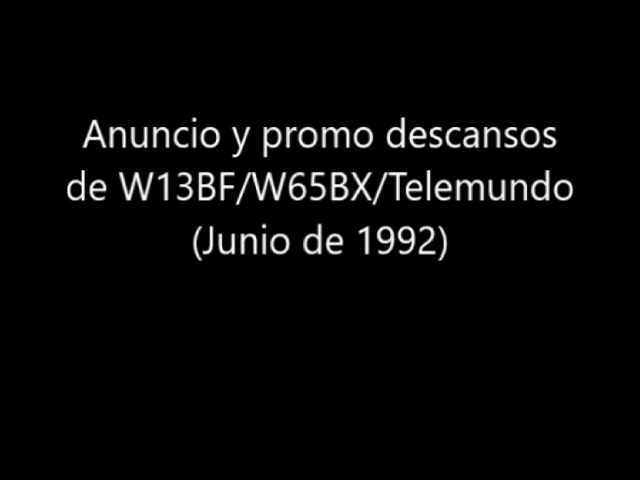 Anuncio y promo descansos
de W13BF/W65BX/Telemundo
(Junio de 1992)